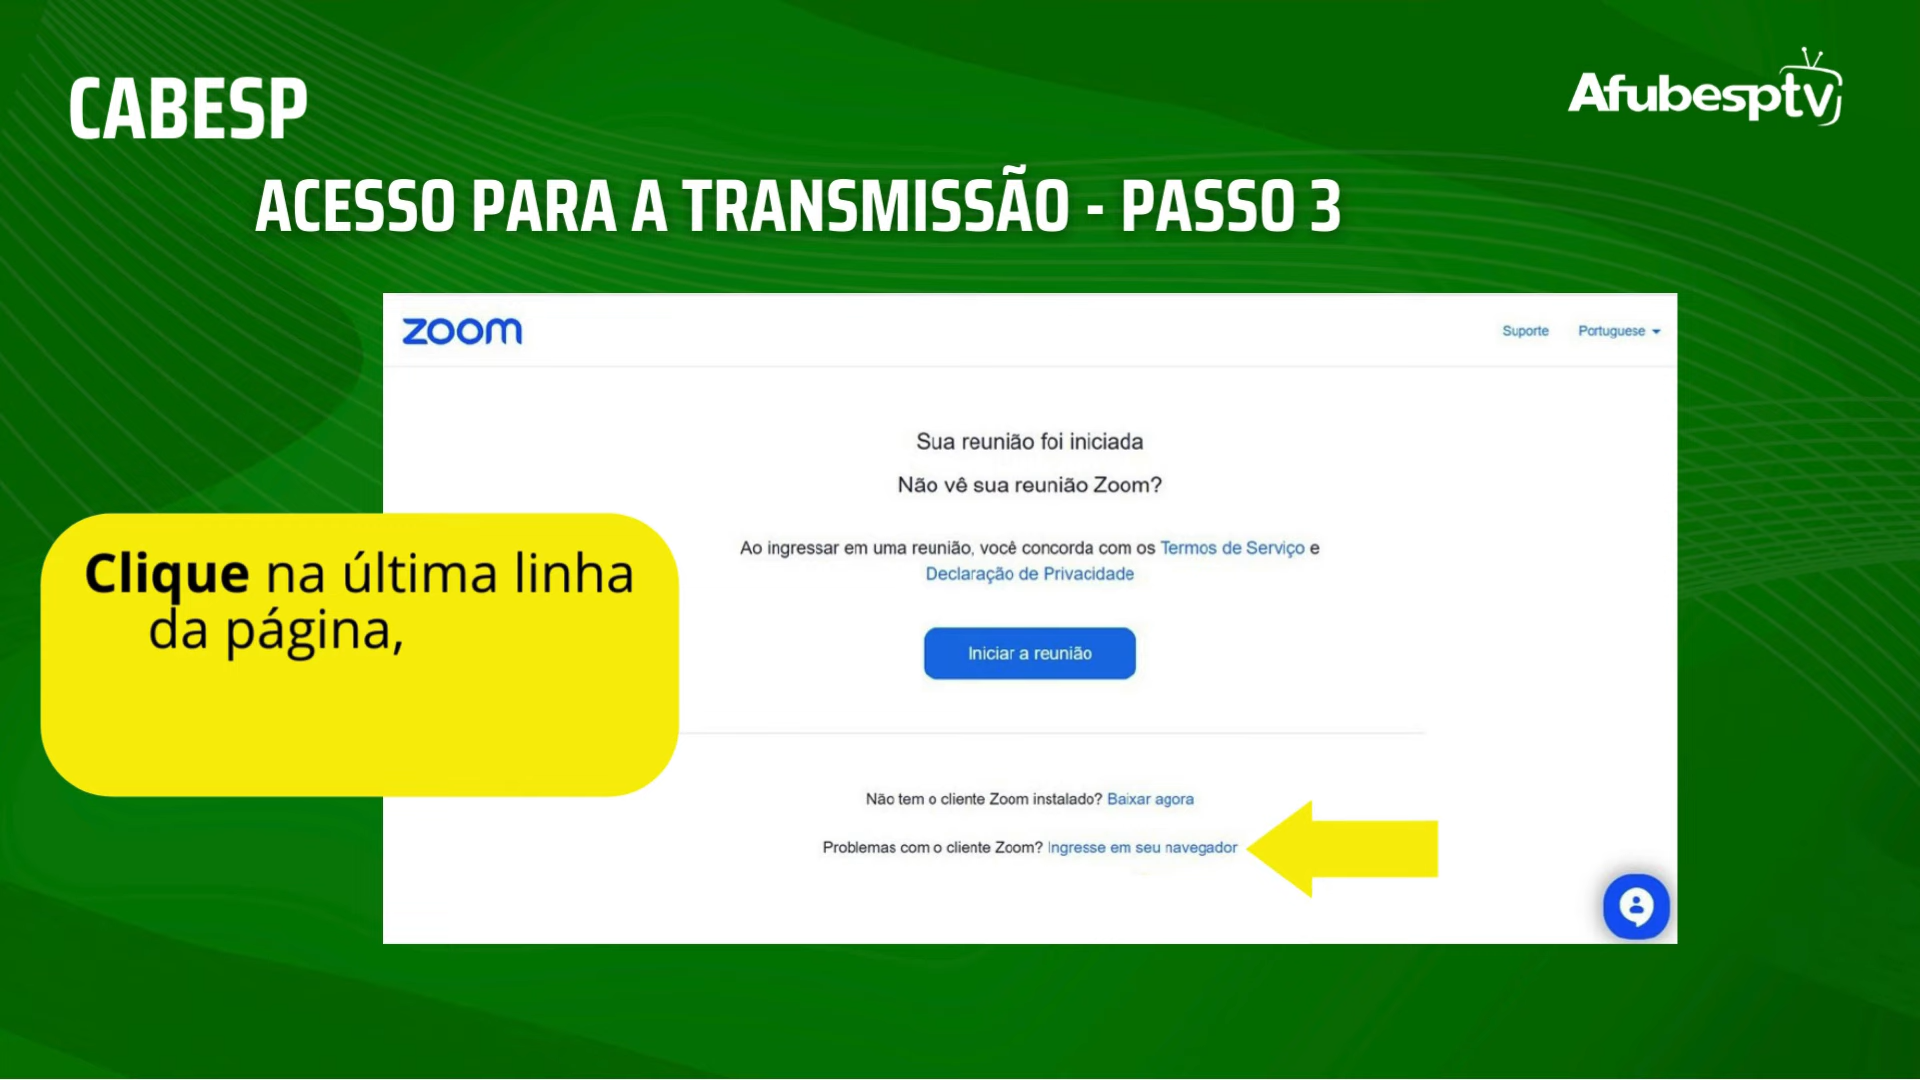 CABESP
Afubesptv
ACESSO PARA A TRANSMISSÃO - PASSO 3
zoom
Suporte
Portuguese
Sua reunião foi iniciada
Não vê sua reunião Zoom?
Ao ingressar em uma reunião, você concorda com os Termos de Serviço e
Declaração de Privacidade
Clique na última linha
da página,
Iniciar a reunião
Não tem o cliente Zoom instalado? Baixar agora
Problemas com o cliente Zoom? Ingresse em seu navegador